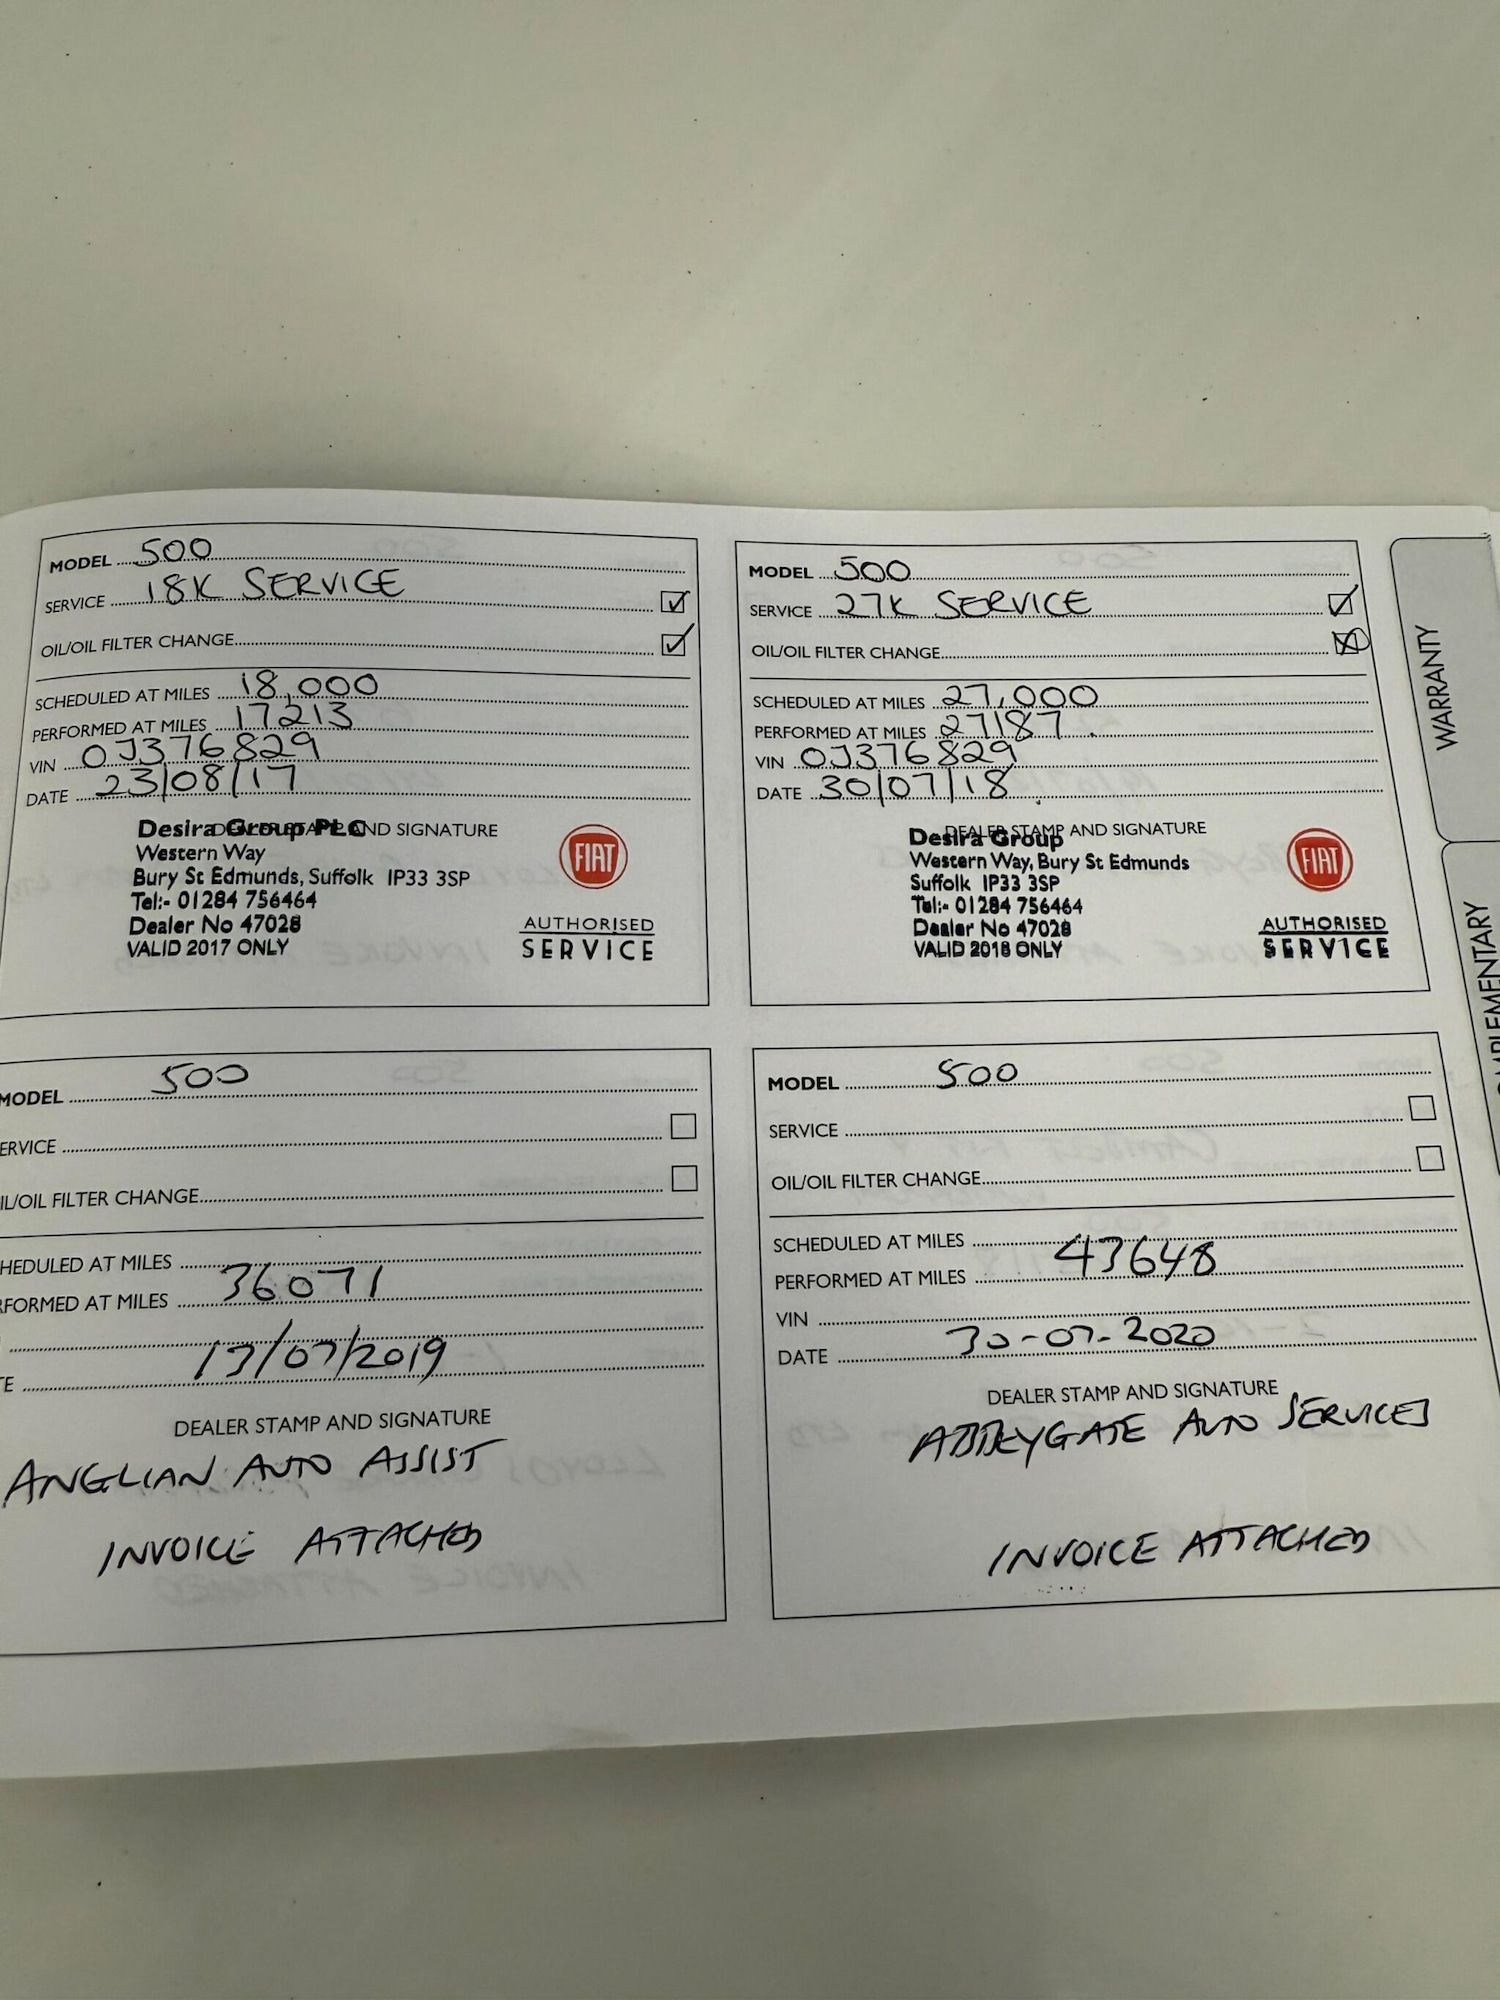 MODEL 500
SERVICE 18K SERVICE
OIL/OIL FILTER CHANGE
SCHEDULED AT MILES 18,000
PERFORMED AT MILES 17213
VIN 0J376829
DATE 23/08/17
DEALER STAMP AND SIGNATURE
Desira Group PLC
Western Way
Bury St Edmunds, Suffolk IP33 3SP
Tel:- 01284 756464
Dealer No 47028
VALID 2017 ONLY
FIAT
AUTHORISED
SERVICE
MODEL 500
SERVICE 27K SERVICE
OIL/OIL FILTER CHANGE
SCHEDULED AT MILES 27,000
PERFORMED AT MILES 27187
VIN 0J376829
DATE 30/07/18
DEALER STAMP AND SIGNATURE
Desira Group
Western Way, Bury St Edmunds
Suffolk IP33 3SP
Tel:- 01284 756464
Dealer No 47028
VALID 2018 ONLY
FIAT
AUTHORISED
SERVICE
MODEL 500
ERVICE
IL/OIL FILTER CHANGE
HEDULED AT MILES
RFORMED AT MILES 36071
TE 17/07/2019
DEALER STAMP AND SIGNATURE
ANGLIAN AUTO ASSIST
INVOICE ATTACHED
MODEL 500
SERVICE
OIL/OIL FILTER CHANGE
SCHEDULED AT MILES
PERFORMED AT MILES 43648
VIN
DATE 30-07-2020
DEALER STAMP AND SIGNATURE
ABBEYGATE AUTO SERVICES
INVOICE ATTACHED
WARRANTY